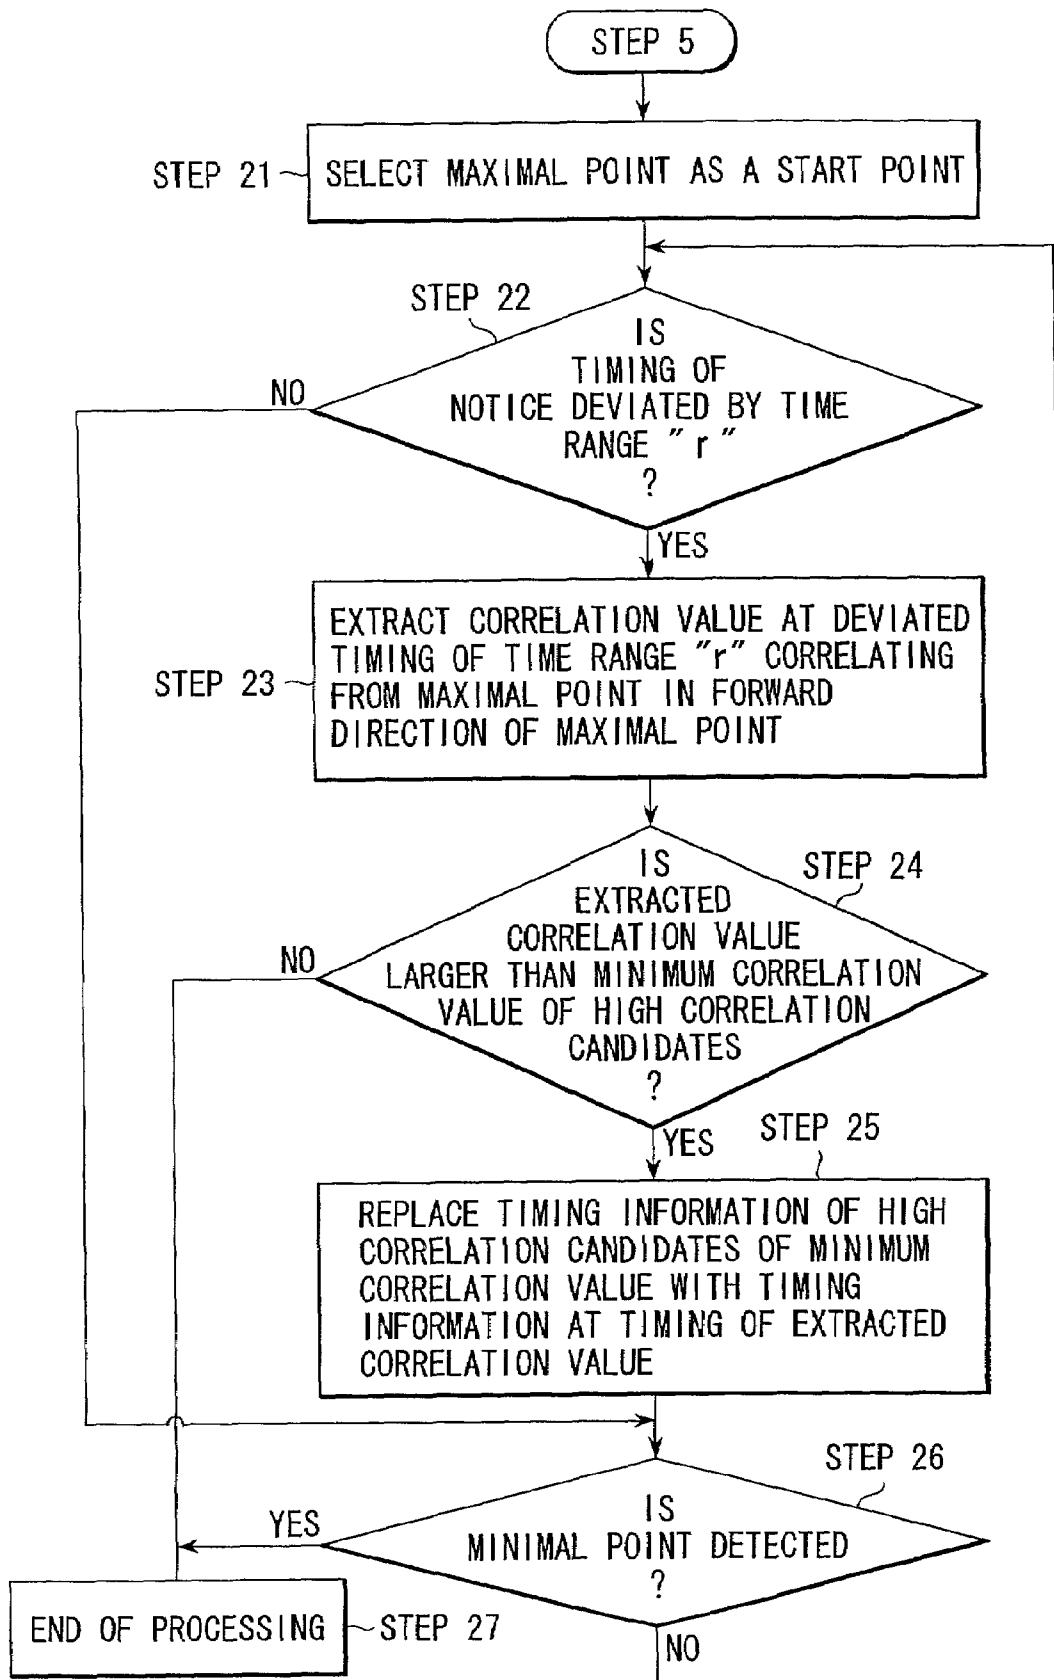 STEP 5
STEP 21
SELECT MAXIMAL POINT AS A START POINT
STEP 22
IS
TIMING OF
NOTICE DEVIATED BY TIME
RANGE "r"
?
NO
YES
STEP 23
EXTRACT CORRELATION VALUE AT DEVIATED
TIMING OF TIME RANGE "r" CORRELATING
FROM MAXIMAL POINT IN FORWARD
DIRECTION OF MAXIMAL POINT
STEP 24
IS
EXTRACTED
CORRELATION VALUE
LARGER THAN MINIMUM CORRELATION
VALUE OF HIGH CORRELATION
CANDIDATES
?
NO
YES
STEP 25
REPLACE TIMING INFORMATION OF HIGH
CORRELATION CANDIDATES OF MINIMUM
CORRELATION VALUE WITH TIMING
INFORMATION AT TIMING OF EXTRACTED
CORRELATION VALUE
STEP 26
IS
MINIMAL POINT DETECTED
?
YES
NO
END OF PROCESSING
STEP 27